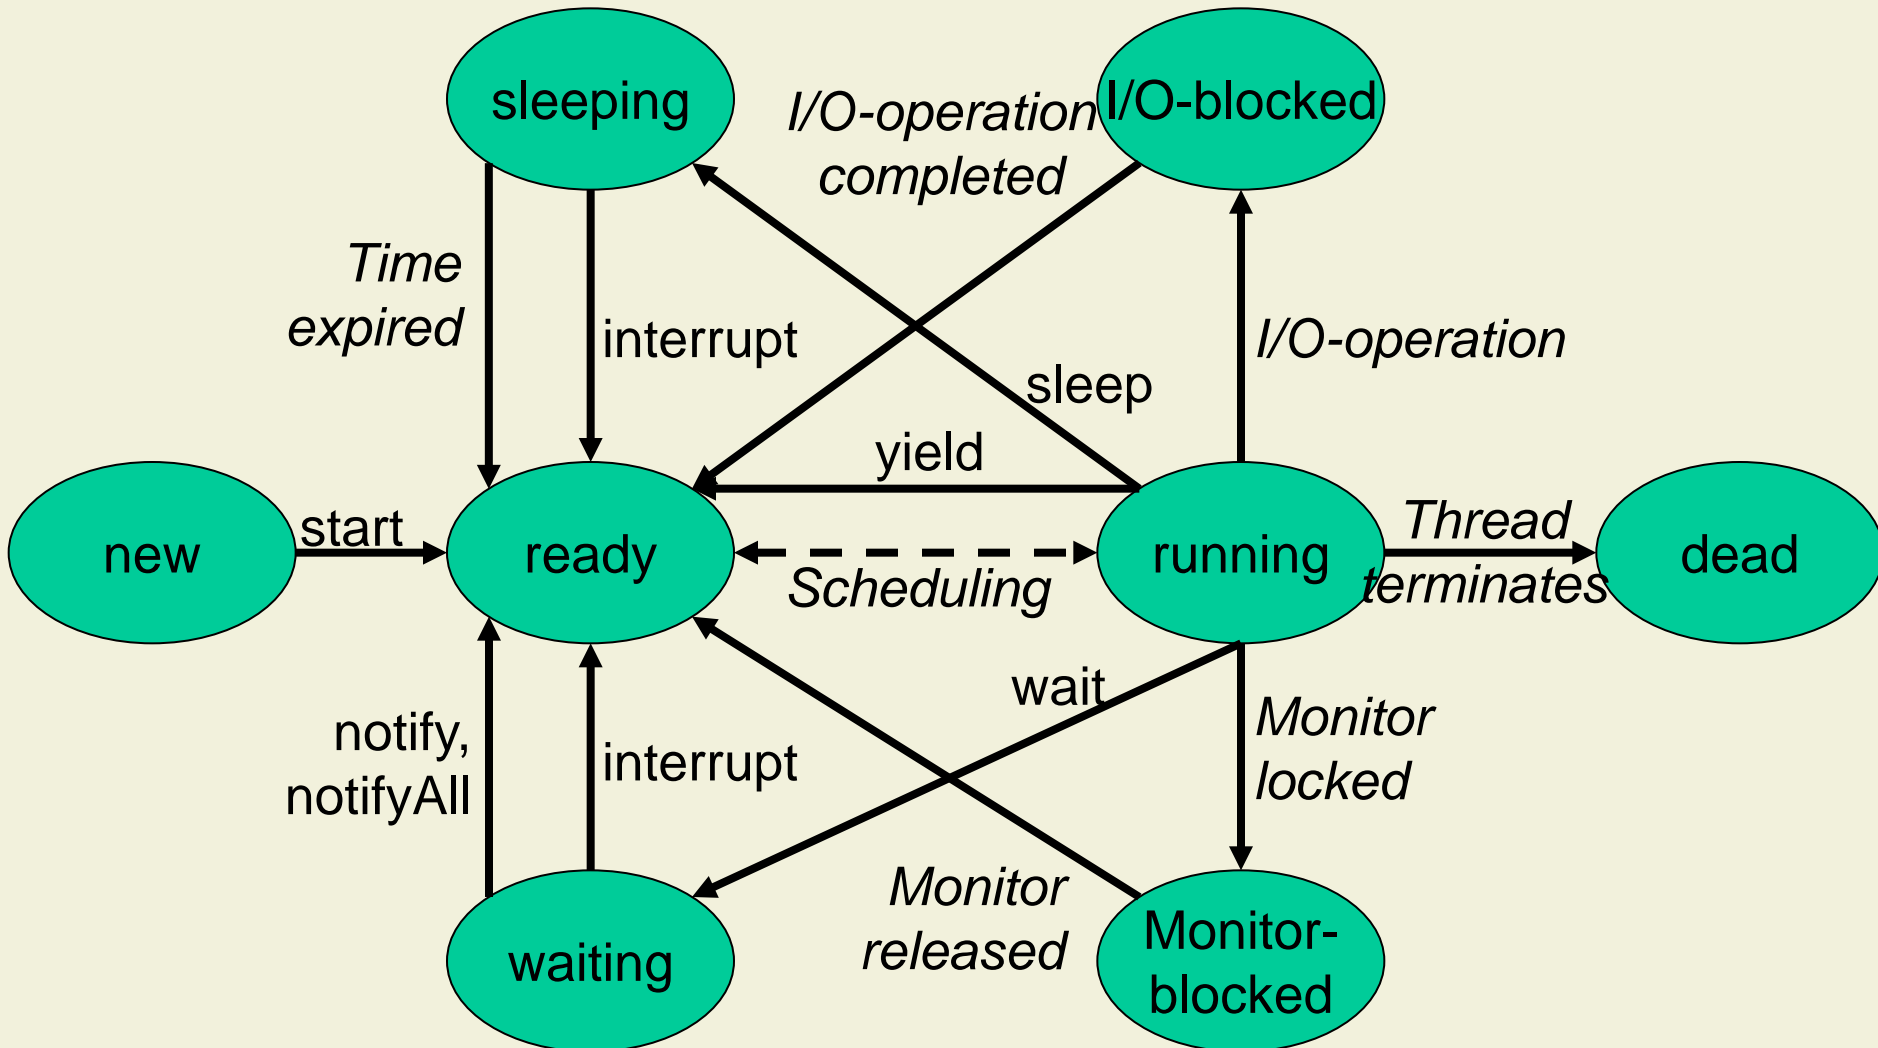 sleeping
I/O-operation
completed
I/O-blocked
Time
expired
interrupt
sleep
I/O-operation
yield
new
start
ready
Scheduling
running
Thread
terminates
dead
notify,
notifyAll
interrupt
wait
Monitor
locked
waiting
Monitor
released
Monitor-
blocked